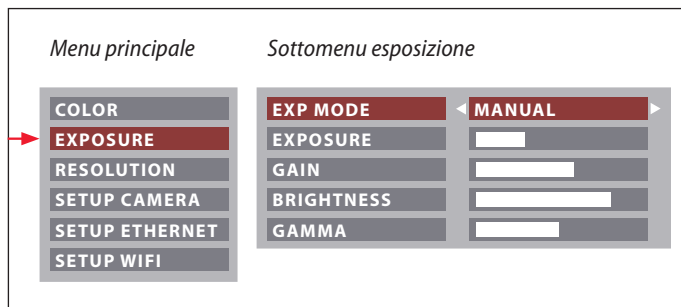 Menu principale
COLOR
EXPOSURE
RESOLUTION
SETUP CAMERA
SETUP ETHERNET
SETUP WIFI
Sottomenu esposizione
EXP MODE MANUAL
EXPOSURE
GAIN
BRIGHTNESS
GAMMA